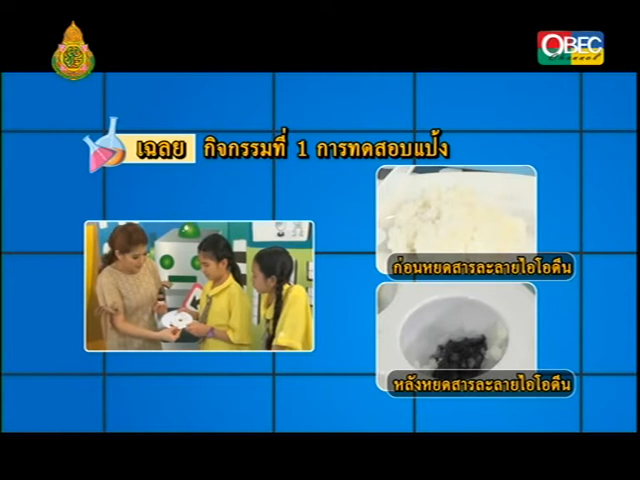 OBEC
Channel
เฉลย กิจกรรมที่ 1 การทดสอบแป้ง
ก่อนหยดสารละลายไอโอดีน
หลังหยดสารละลายไอโอดีน